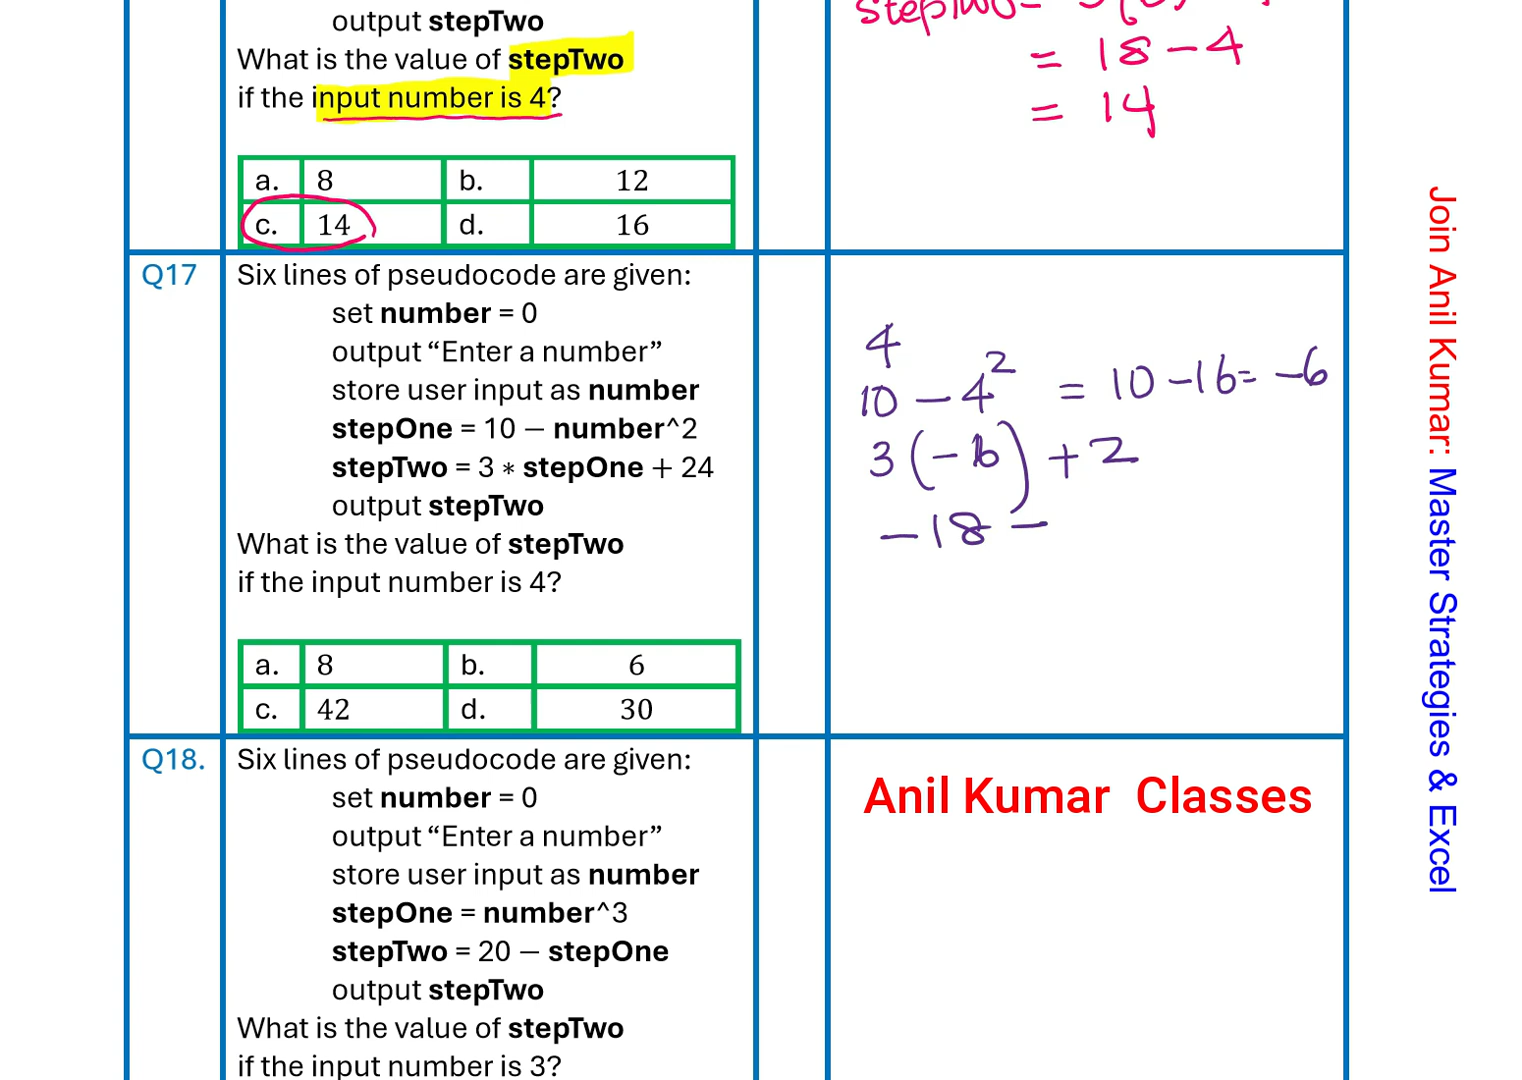 output stepTwo
What is the value of stepTwo
if the input number is 4?
a. 8 b. 12
c. 14 d. 16
= 18 - 4
= 14
Q17
Six lines of pseudocode are given:
set number = 0
output “Enter a number”
store user input as number
stepOne = 10 − number^2
stepTwo = 3 * stepOne + 24
output stepTwo
What is the value of stepTwo
if the input number is 4?
a. 8 b. 6
c. 42 d. 30
4
10 - 4² = 10 - 16 = -6
3(-6) + 2
-18 -
Q18.
Six lines of pseudocode are given:
set number = 0
output “Enter a number”
store user input as number
stepOne = number^3
stepTwo = 20 − stepOne
output stepTwo
What is the value of stepTwo
if the input number is 3?
Anil Kumar Classes
Join Anil Kumar: Master Strategies & Excel